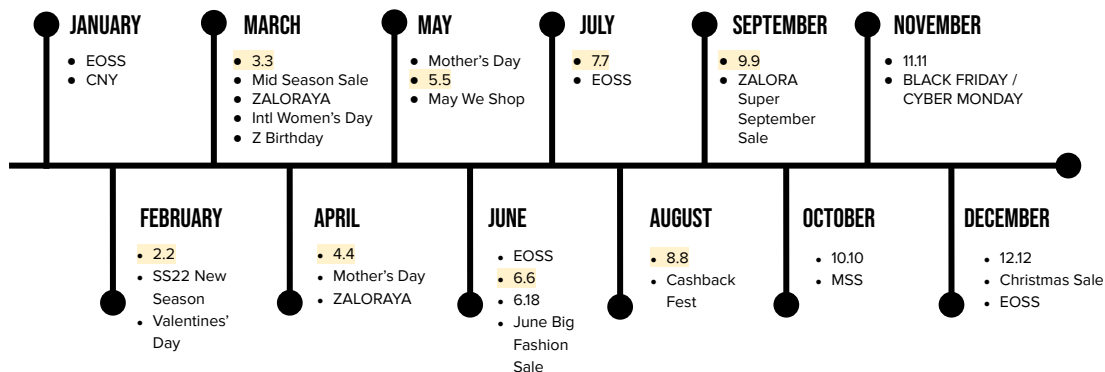 JANUARY
• EOSS
• CNY
FEBRUARY
• 2.2
• SS22 New
Season
• Valentines'
Day
MARCH
• 3.3
• Mid Season Sale
• ZALORAYA
• Intl Women's Day
• Z Birthday
APRIL
• 4.4
• Mother's Day
• ZALORAYA
MAY
• Mother's Day
• 5.5
• May We Shop
JUNE
• EOSS
• 6.6
• 6.18
• June Big
Fashion
Sale
JULY
• 7.7
• EOSS
AUGUST
• 8.8
• Cashback
Fest
SEPTEMBER
• 9.9
• ZALORA
Super
September
Sale
OCTOBER
• 10.10
• MSS
NOVEMBER
• 11.11
• BLACK FRIDAY /
CYBER MONDAY
DECEMBER
• 12.12
• Christmas Sale
• EOSS